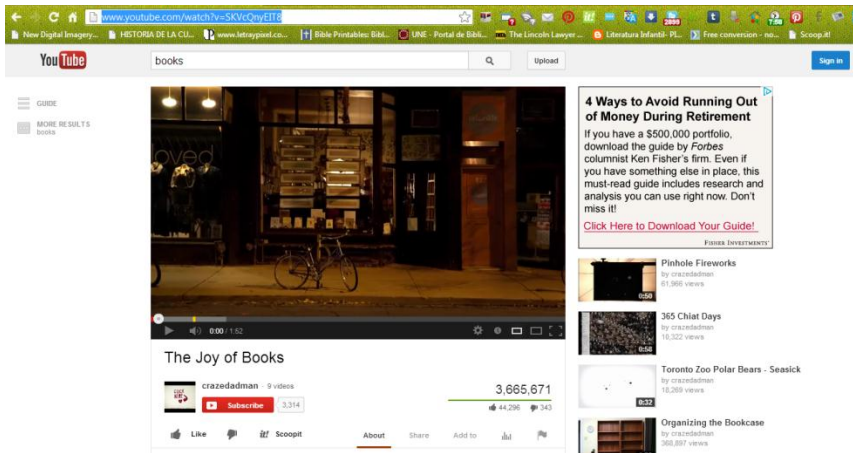 www.youtube.com/watch?v=SKVcQnyEIT8
New Digital Imagery... HISTORIA DE LA CU... www.letraypixel.co... Bible Printables: Bibl... UNE - Portal de Bibli... The Lincoln Lawyer ... Literatura Infantil- Pl... Free conversion - no... Scoop.it!
YouTube books Upload Sign in
GUIDE
MORE RESULTS
books
loved
4 Ways to Avoid Running Out
of Money During Retirement
If you have a $500,000 portfolio,
download the guide by Forbes
columnist Ken Fisher's firm. Even if
you have something else in place, this
must-read guide includes research and
analysis you can use right now. Don't
miss it!
Click Here to Download Your Guide!
FISHER INVESTMENTS
0:00 / 1:52
The Joy of Books
crazedadman · 9 videos
Subscribe 3,314
3,665,671
44,296 343
Like it! Scoopit About Share Add to
Pinhole Fireworks
by crazedadman
61,966 views
0:50
365 Chiat Days
by crazedadman
16,322 views
0:58
Toronto Zoo Polar Bears - Seasick
by crazedadman
18,269 views
0:32
Organizing the Bookcase
by crazedadman
368,897 views